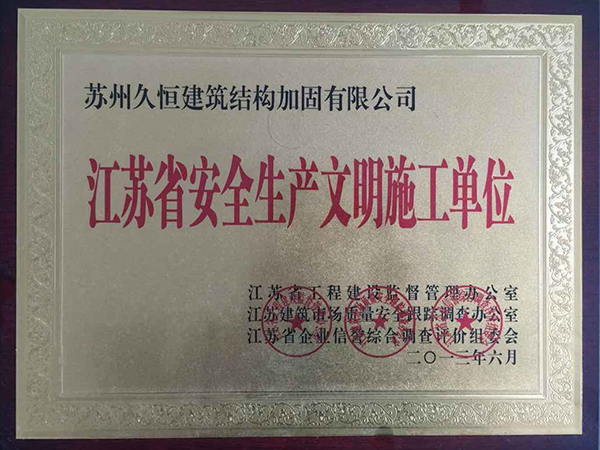 苏州久恒建筑结构加固有限公司
江苏省安全生产文明施工单位
江苏省工程建设监督管理办公室
江苏建筑市场质量安全跟踪调查办公室
江苏省企业信誉综合调查评价组委会
二〇一二年六月